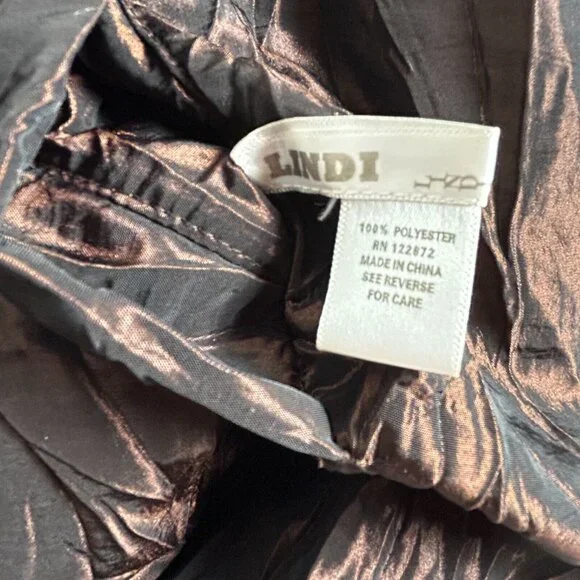 LINDI
100% POLYESTER
RN 122872
MADE IN CHINA
SEE REVERSE
FOR CARE